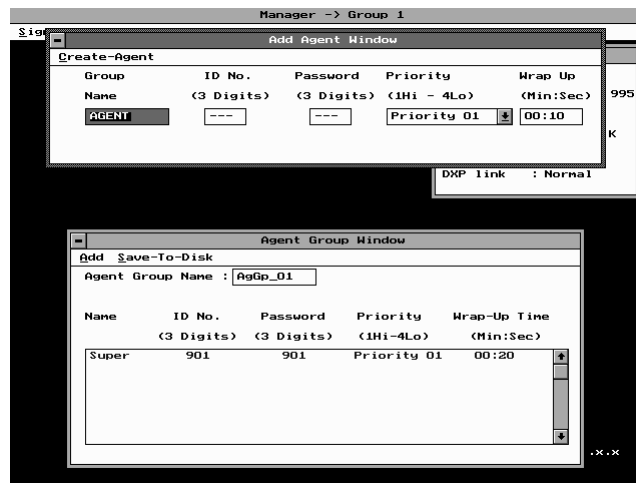 Manager -> Group 1
Sig
Add Agent Window
Create-Agent
Group ID No. Password Priority Wrap Up
Name (3 Digits) (3 Digits) (1Hi - 4Lo) (Min:Sec)
995
AGENT --- --- Priority 01 00:10
K
DXP link : Normal
Agent Group Window
Add Save-To-Disk
Agent Group Name : AgGp_01
Name ID No. Password Priority Wrap-Up Time
(3 Digits) (3 Digits) (1Hi-4Lo) (Min:Sec)
Super 901 901 Priority 01 00:20
.x.x